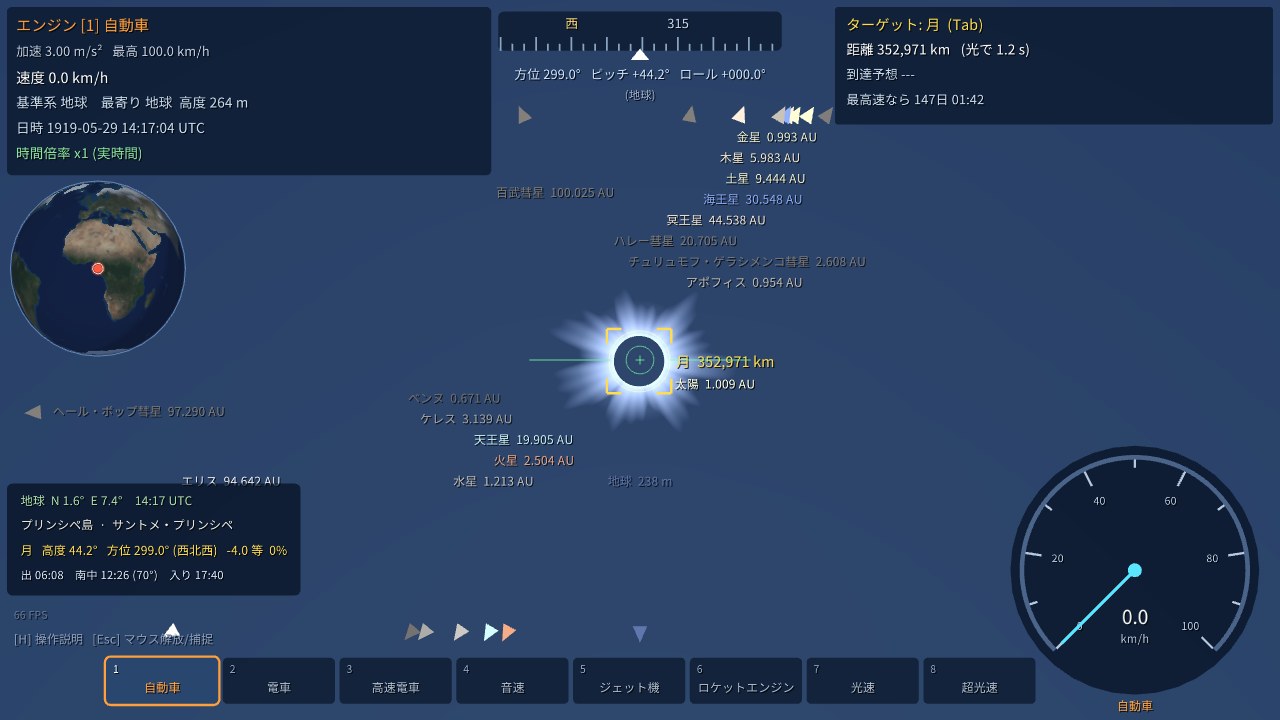 エンジン [1] 自動車
加速 3.00 m/s² 最高 100.0 km/h
速度 0.0 km/h
基準系 地球 最寄り 地球 高度 264 m
日時 1919-05-29 14:17:04 UTC
時間倍率 x1 (実時間)
西 315
方位 299.0° ピッチ +44.2° ロール +000.0°
(地球)
ターゲット: 月 (Tab)
距離 352,971 km (光で 1.2 s)
到達予想 ---
最高速なら 147日 01:42
金星 0.993 AU
木星 5.983 AU
土星 9.444 AU
百武彗星 100.025 AU
海王星 30.548 AU
冥王星 44.538 AU
ハレー彗星 20.705 AU
チュリュモフ・ゲラシメンコ彗星 2.608 AU
アポフィス 0.954 AU
月 352,971 km
太陽 1.009 AU
ベンヌ 0.671 AU
ヘール・ボップ彗星 97.290 AU
ケレス 3.139 AU
天王星 19.905 AU
火星 2.504 AU
水星 1.213 AU
地球 238 m
エリス 94.642 AU
地球 N 1.6° E 7.4° 14:17 UTC
プリンシペ島 · サントメ・プリンシペ
月 高度 44.2° 方位 299.0° (西北西) -4.0 等 0%
出 06:08 南中 12:26 (70°) 入り 17:40
66 FPS
[H] 操作説明 [Esc] マウス解放/捕捉
1 自動車
2 電車
3 高速電車
4 音速
5 ジェット機
6 ロケットエンジン
7 光速
8 超光速
0 20 40 60 80 100
0.0
km/h
自動車